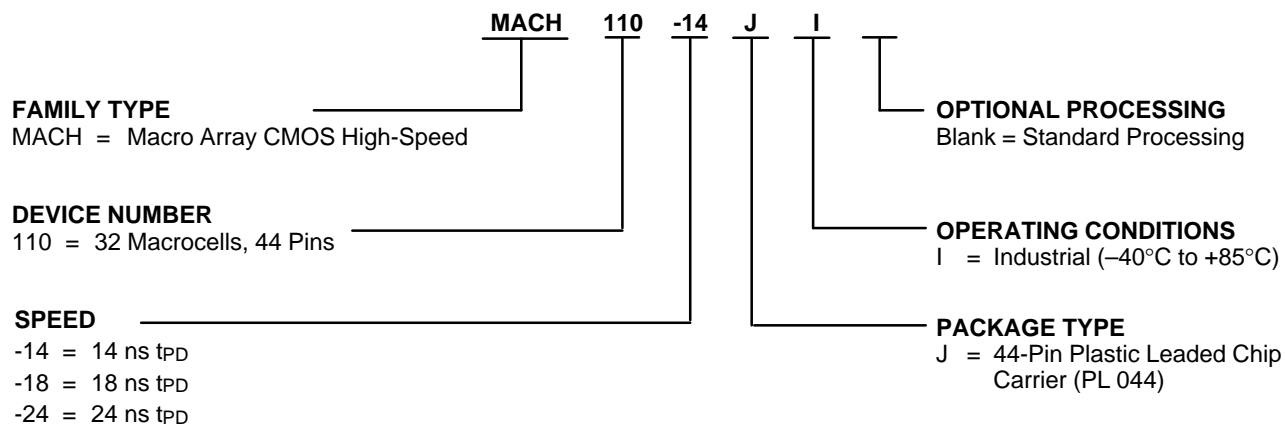 MACH 110 -14 J I
FAMILY TYPE
MACH = Macro Array CMOS High-Speed
DEVICE NUMBER
110 = 32 Macrocells, 44 Pins
SPEED
-14 = 14 ns tPD
-18 = 18 ns tPD
-24 = 24 ns tPD
OPTIONAL PROCESSING
Blank = Standard Processing
OPERATING CONDITIONS
I = Industrial (–40°C to +85°C)
PACKAGE TYPE
J = 44-Pin Plastic Leaded Chip
Carrier (PL 044)